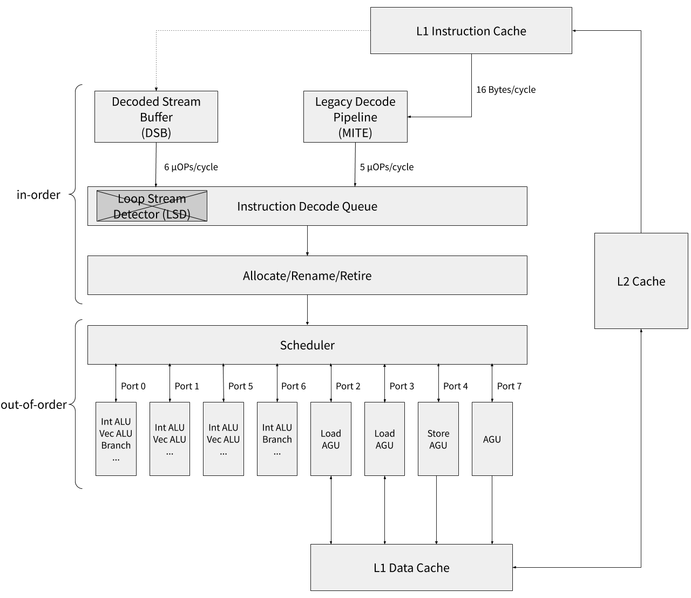 L1 Instruction Cache
16 Bytes/cycle
Decoded Stream
Buffer
(DSB)
Legacy Decode
Pipeline
(MITE)
6 µOPs/cycle
5 µOPs/cycle
in-order
Loop Stream
Detector (LSD)
Instruction Decode Queue
Allocate/Rename/Retire
L2 Cache
Scheduler
out-of-order
Port 0
Port 1
Port 5
Port 6
Port 2
Port 3
Port 4
Port 7
Int ALU
Vec ALU
Branch
...
Int ALU
Vec ALU
...
Int ALU
Vec ALU
...
Int ALU
Branch
...
Load
AGU
Load
AGU
Store
AGU
AGU
L1 Data Cache